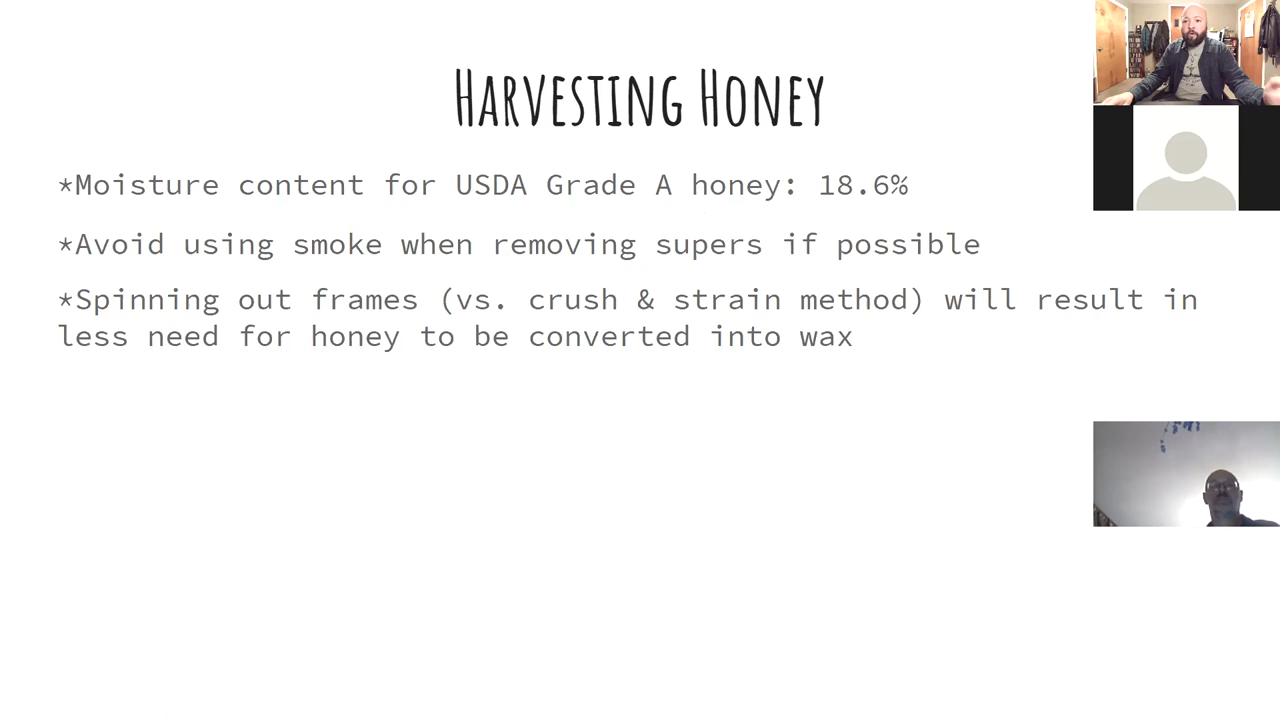 Harvesting Honey
*Moisture content for USDA Grade A honey: 18.6%
*Avoid using smoke when removing supers if possible
*Spinning out frames (vs. crush & strain method) will result in
less need for honey to be converted into wax